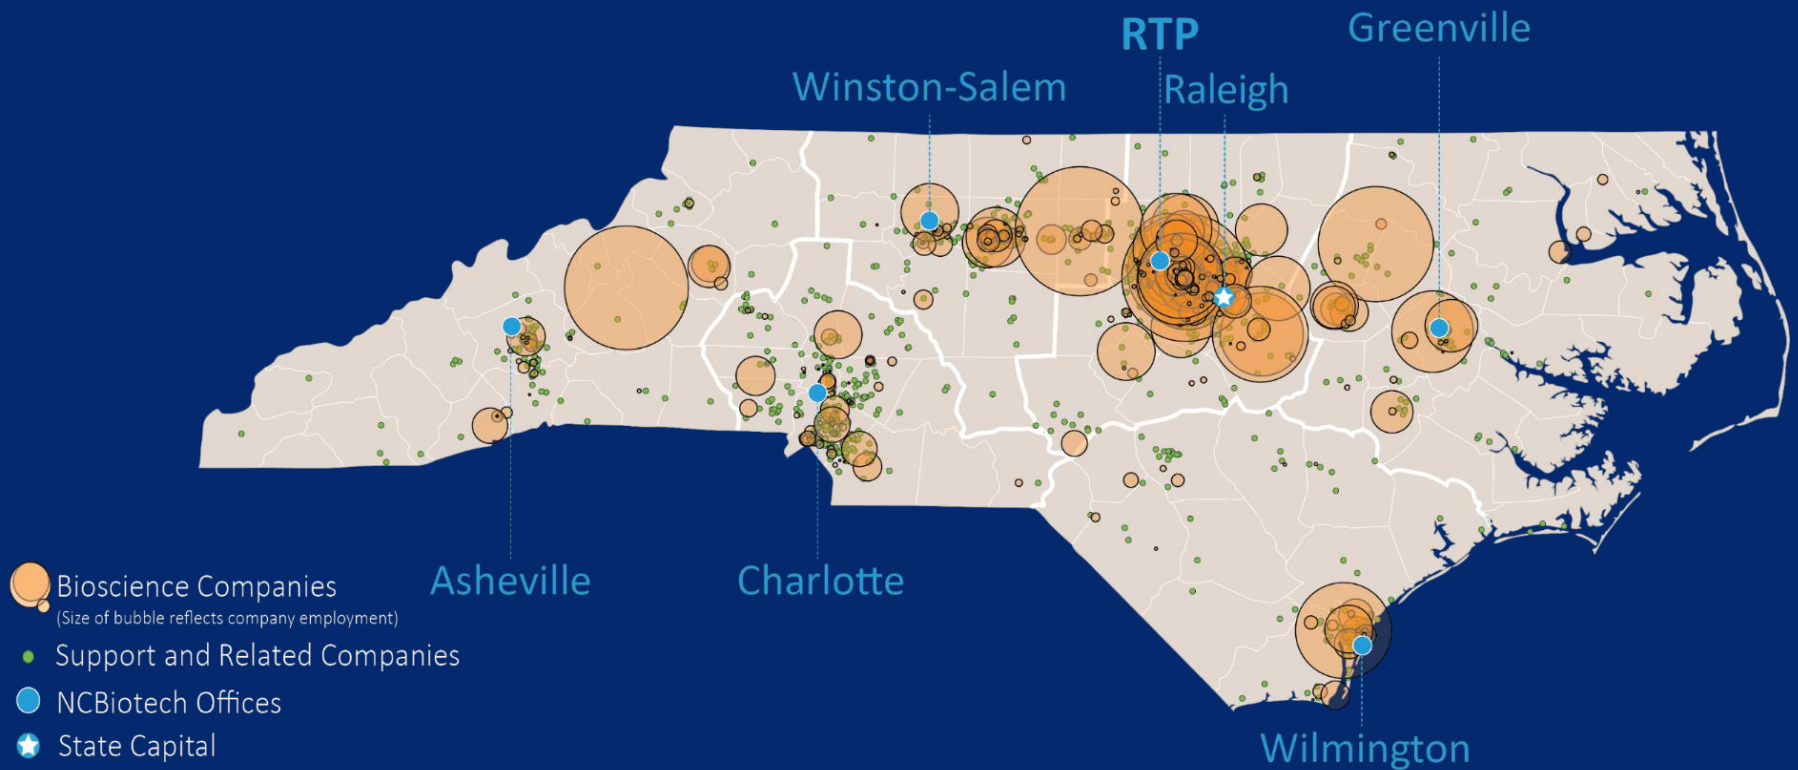 RTP
Greenville
Winston-Salem
Raleigh
Bioscience Companies
(Size of bubble reflects company employment)
Asheville
Charlotte
Support and Related Companies
NCBiotech Offices
State Capital
Wilmington